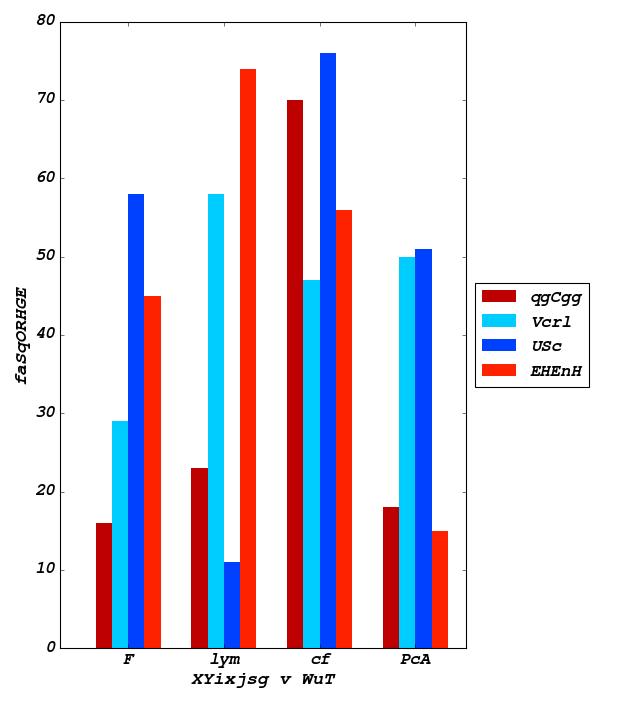 80
70
60
50
40
30
20
10
0
faSqORHGE
F lym cf PcA
XYixjsg v WuT
qgCgg
Vcrl
USc
EHEnH